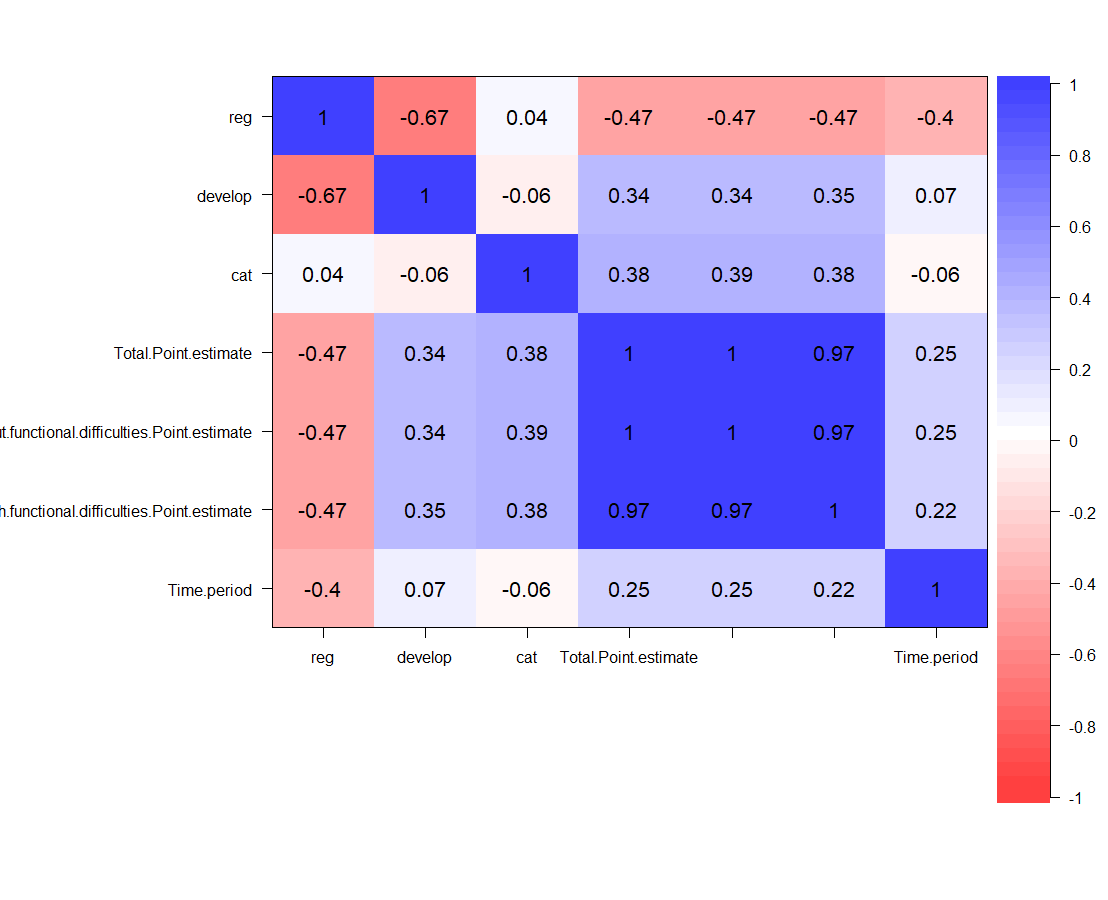 reg 1 -0.67 0.04 -0.47 -0.47 -0.47 -0.4
develop -0.67 1 -0.06 0.34 0.34 0.35 0.07
cat 0.04 -0.06 1 0.38 0.39 0.38 -0.06
Total.Point.estimate -0.47 0.34 0.38 1 1 0.97 0.25
ut.functional.difficulties.Point.estimate -0.47 0.34 0.39 1 1 0.97 0.25
h.functional.difficulties.Point.estimate -0.47 0.35 0.38 0.97 0.97 1 0.22
Time.period -0.4 0.07 -0.06 0.25 0.25 0.22 1
reg develop cat Total.Point.estimate Time.period
1
0.8
0.6
0.4
0.2
0
-0.2
-0.4
-0.6
-0.8
-1